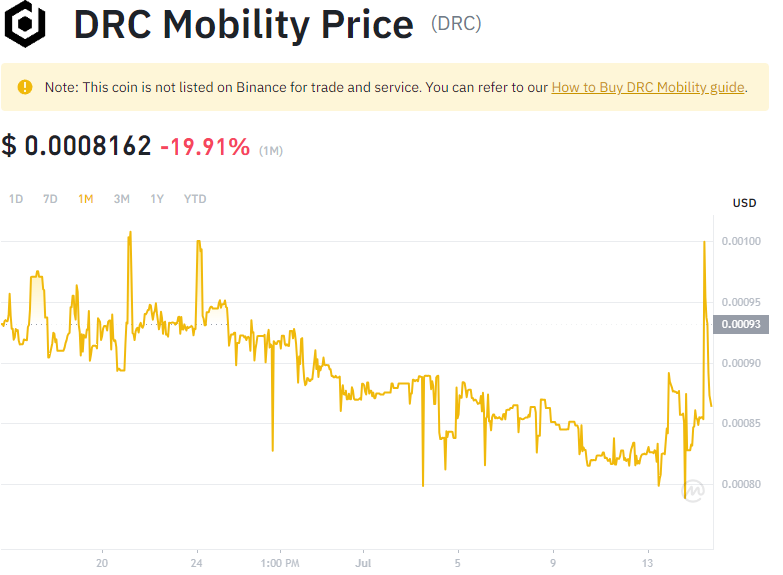 DRC Mobility Price (DRC)
Note: This coin is not listed on Binance for trade and service. You can refer to our How to Buy DRC Mobility guide.
$ 0.0008162 -19.91% (1M)
1D 7D 1M 3M 1Y YTD
USD
0.00100
0.00095
0.00093
0.00090
0.00085
0.00080
20 24 1:00 PM Jul 5 9 13